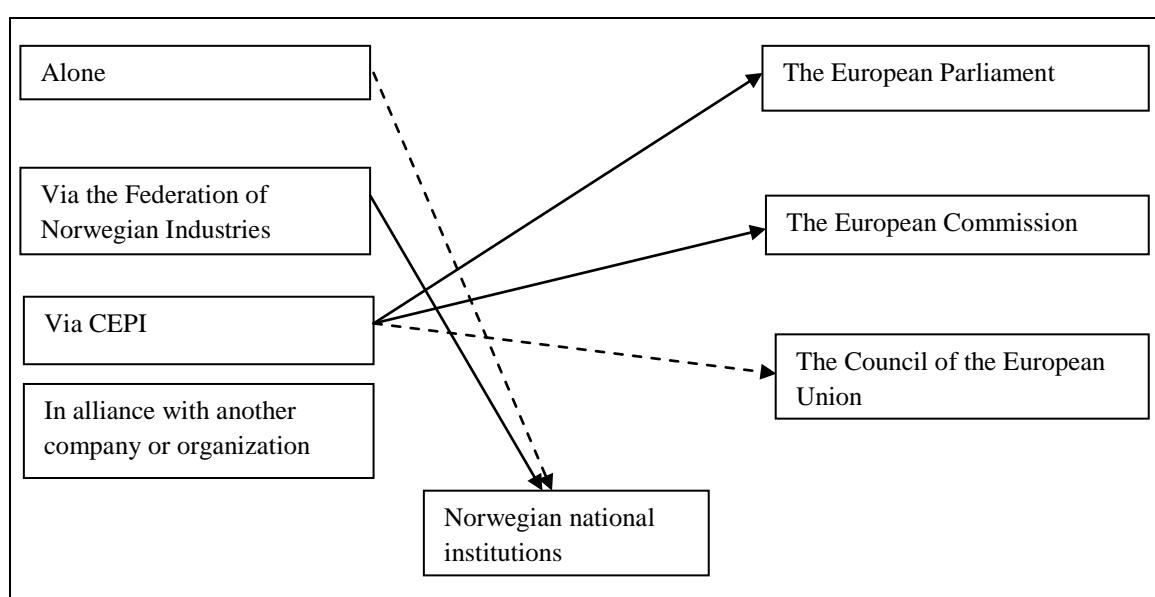 Alone
Via the Federation of
Norwegian Industries
Via CEPI
In alliance with another
company or organization
The European Parliament
The European Commission
The Council of the European
Union
Norwegian national
institutions